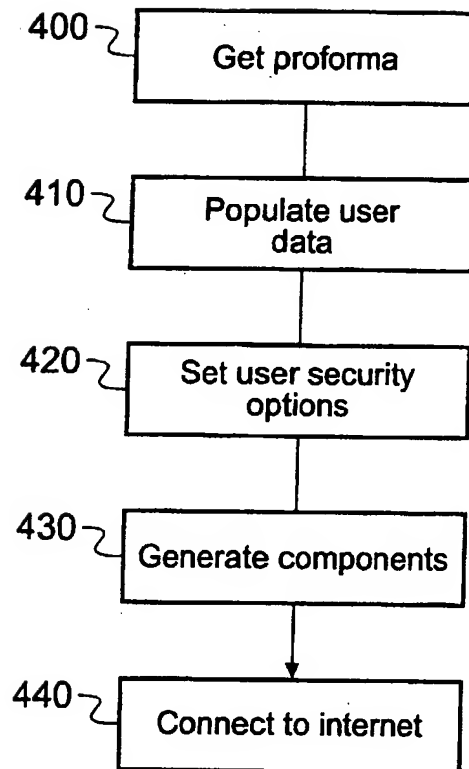 400
Get proforma
410
Populate user
data
420
Set user security
options
430
Generate components
440
Connect to internet